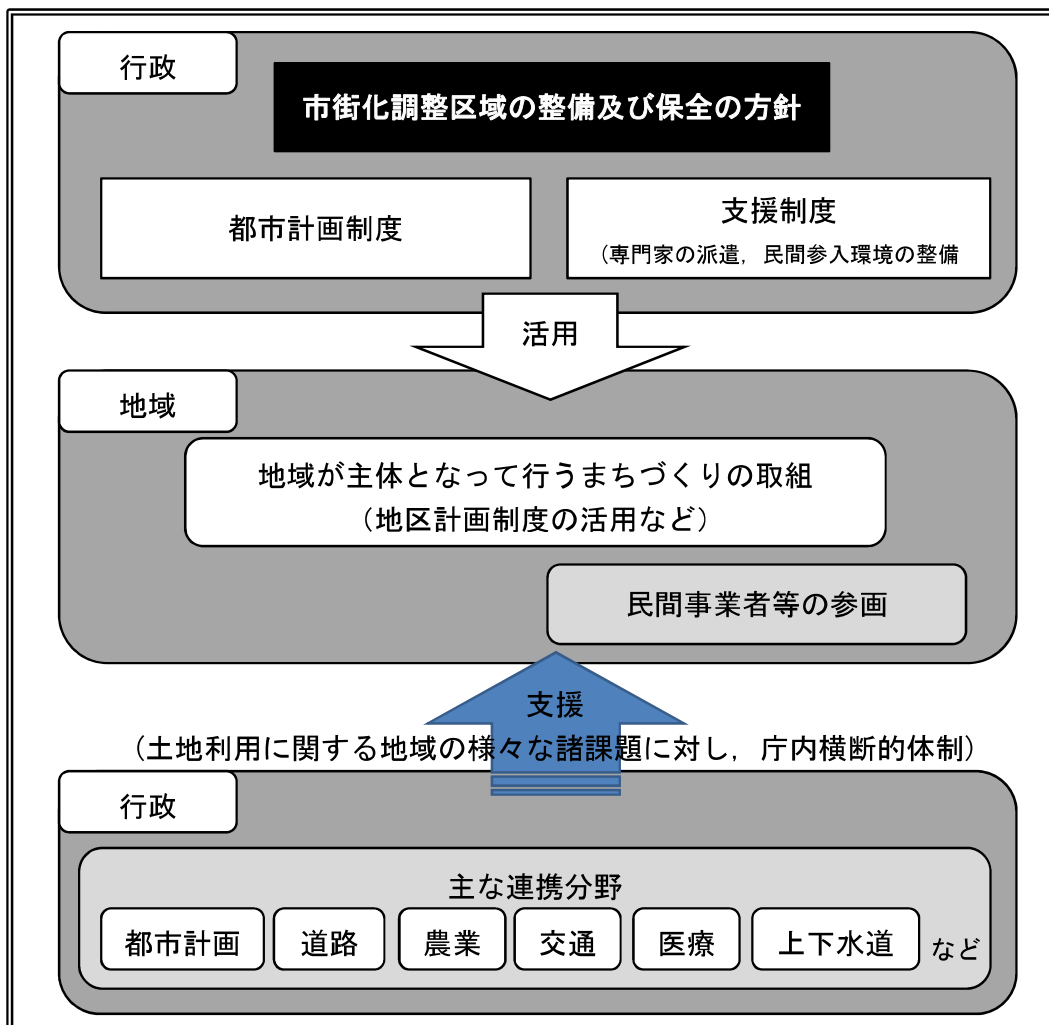 行政
市街化調整区域の整備及び保全の方針
都市計画制度
支援制度
（専門家の派遣，民間参入環境の整備
活用
地域
地域が主体となって行うまちづくりの取組
（地区計画制度の活用など）
民間事業者等の参画
支援
（土地利用に関する地域の様々な諸課題に対し，庁内横断的体制）
行政
主な連携分野
都市計画
道路
農業
交通
医療
上下水道
など